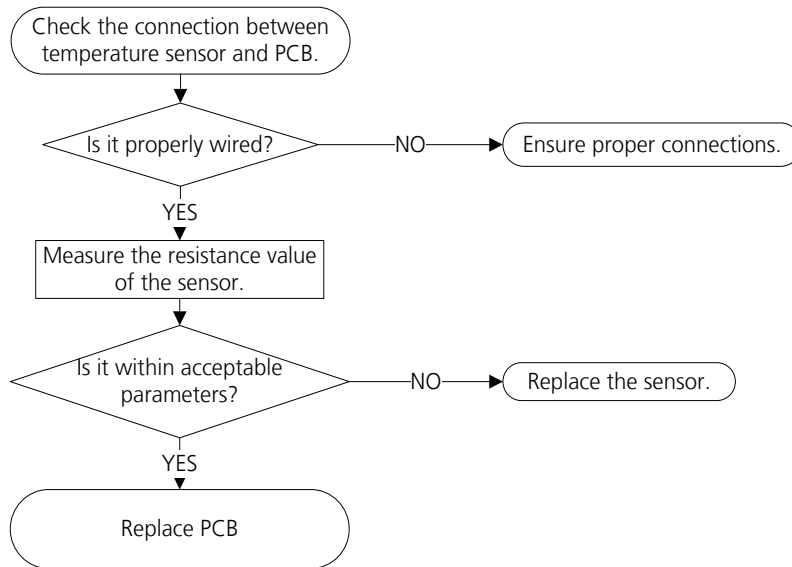 Check the connection between
temperature sensor and PCB.
Is it properly wired?
NO
Ensure proper connections.
YES
Measure the resistance value
of the sensor.
Is it within acceptable
parameters?
NO
Replace the sensor.
YES
Replace PCB